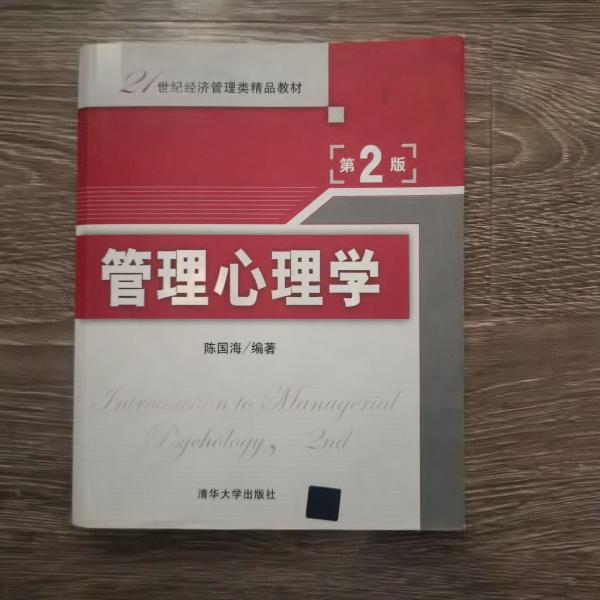 21世纪经济管理类精品教材
第2版
管理心理学
陈国海/编著
Introduction to Managerial
Psychology, 2nd
清华大学出版社